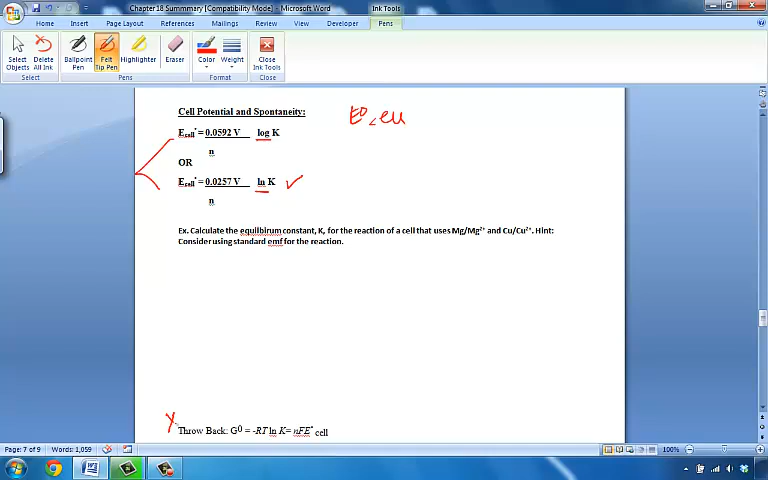 Chapter 18 Summmary [Compatibility Mode] - Microsoft Word
Ink Tools
Home Insert Page Layout References Mailings Review View Developer Pens
Select Objects
Delete All Ink
Ballpoint Pen
Felt Tip Pen
Highlighter
Eraser
Color
Weight
Close Ink Tools
Select Pens Format Close
Cell Potential and Spontaneity:
E°cell
Ecell° = 0.0592 V log K
n
OR
Ecell° = 0.0257 V ln K ✓
n
Ex. Calculate the equilbirum constant, K, for the reaction of a cell that uses Mg/Mg2+ and Cu/Cu2+. Hint:
Consider using standard emf for the reaction.
Throw Back: G0 = -RT ln K= nFE° cell
Page: 7 of 9 Words: 1,059 100%
5:26 PM